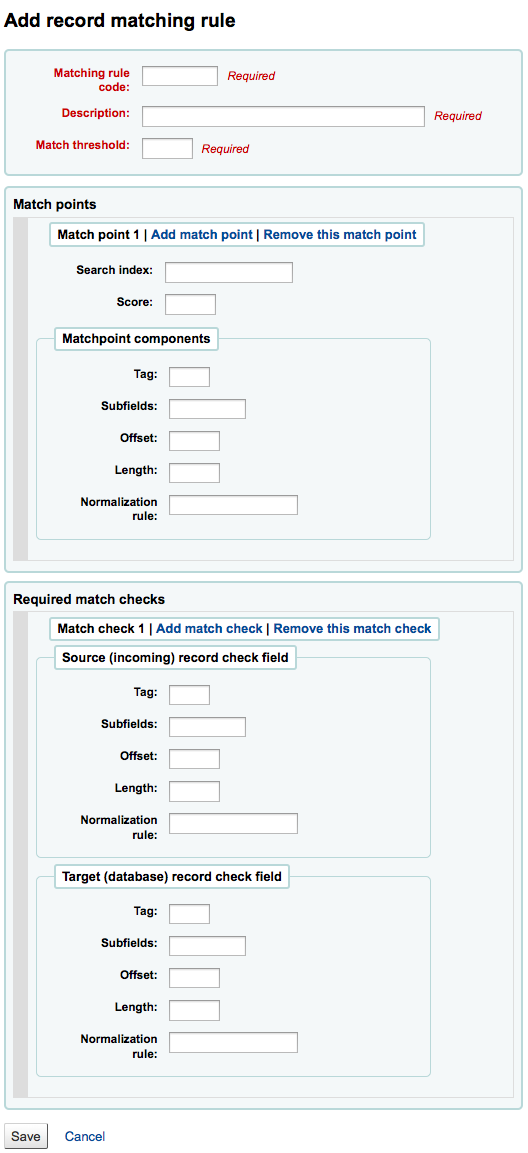 Add record matching rule
Matching rule
code:
Required
Description:
Required
Match threshold:
Required
Match points
Match point 1 | Add match point | Remove this match point
Search index:
Score:
Matchpoint components
Tag:
Subfields:
Offset:
Length:
Normalization
rule:
Required match checks
Match check 1 | Add match check | Remove this match check
Source (incoming) record check field
Tag:
Subfields:
Offset:
Length:
Normalization
rule:
Target (database) record check field
Tag:
Subfields:
Offset:
Length:
Normalization
rule:
Save Cancel